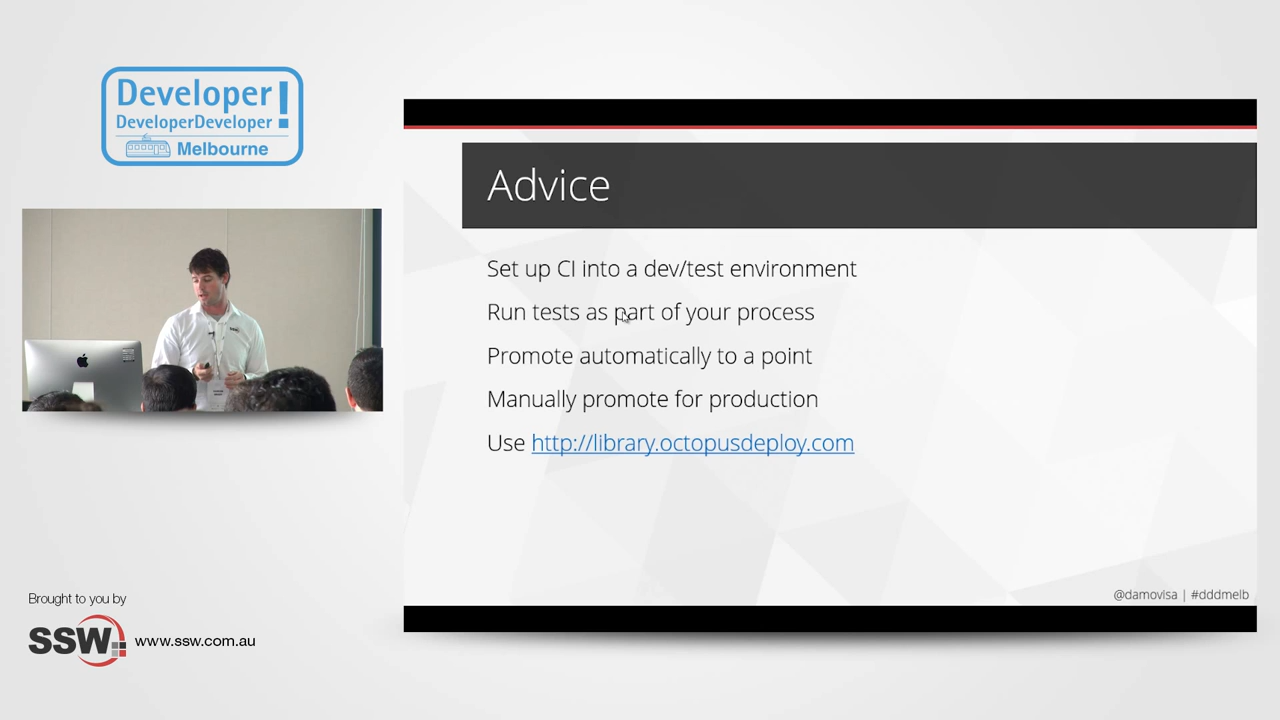 Developer!
DeveloperDeveloper
Melbourne
Advice
Set up CI into a dev/test environment
Run tests as part of your process
Promote automatically to a point
Manually promote for production
Use http://library.octopusdeploy.com
@damovisa | #dddmelb
Brought to you by
SSW
www.ssw.com.au